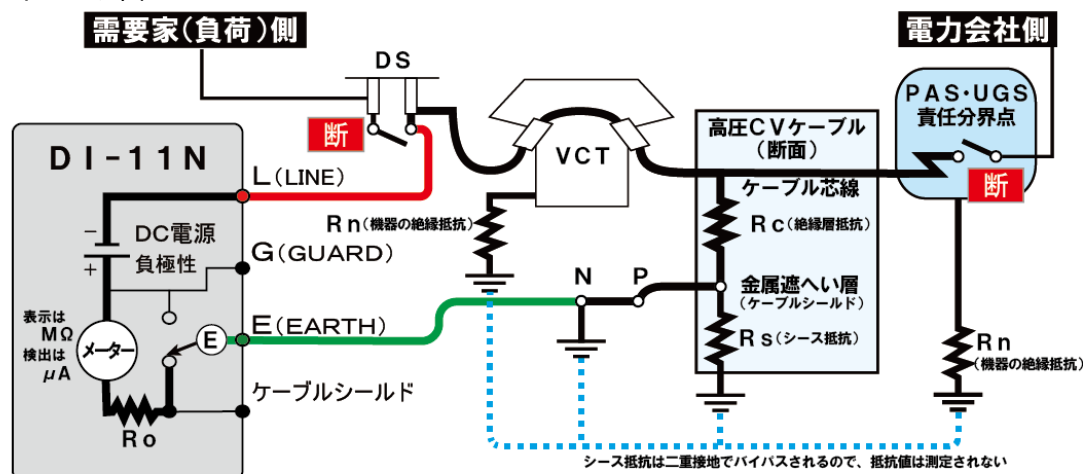 需要家(負荷)側
電力会社側
DS
断
PAS・UGS
責任分界点
断
高圧CVケーブル
(断面)
VCT
DI-11N
L(LINE)
ケーブル芯線
Rn(機器の絶縁抵抗)
Rc(絶縁層抵抗)
−
DC電源
+
負極性
G(GUARD)
N
P
金属遮へい層
(ケーブルシールド)
表示は
MΩ
検出は
μA
メーター
E
E(EARTH)
Rs(シース抵抗)
Rn
(機器の絶縁抵抗)
ケーブルシールド
Ro
シース抵抗は二重接地でバイパスされるので、抵抗値は測定されない